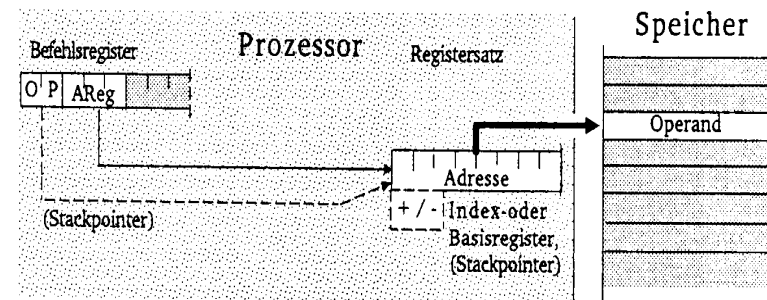 Speicher
Prozessor
Befehlsregister
Registersatz
O P AReg
Operand
Adresse
+ / - Index-oder
Basisregister,
(Stackpointer)
(Stackpointer)